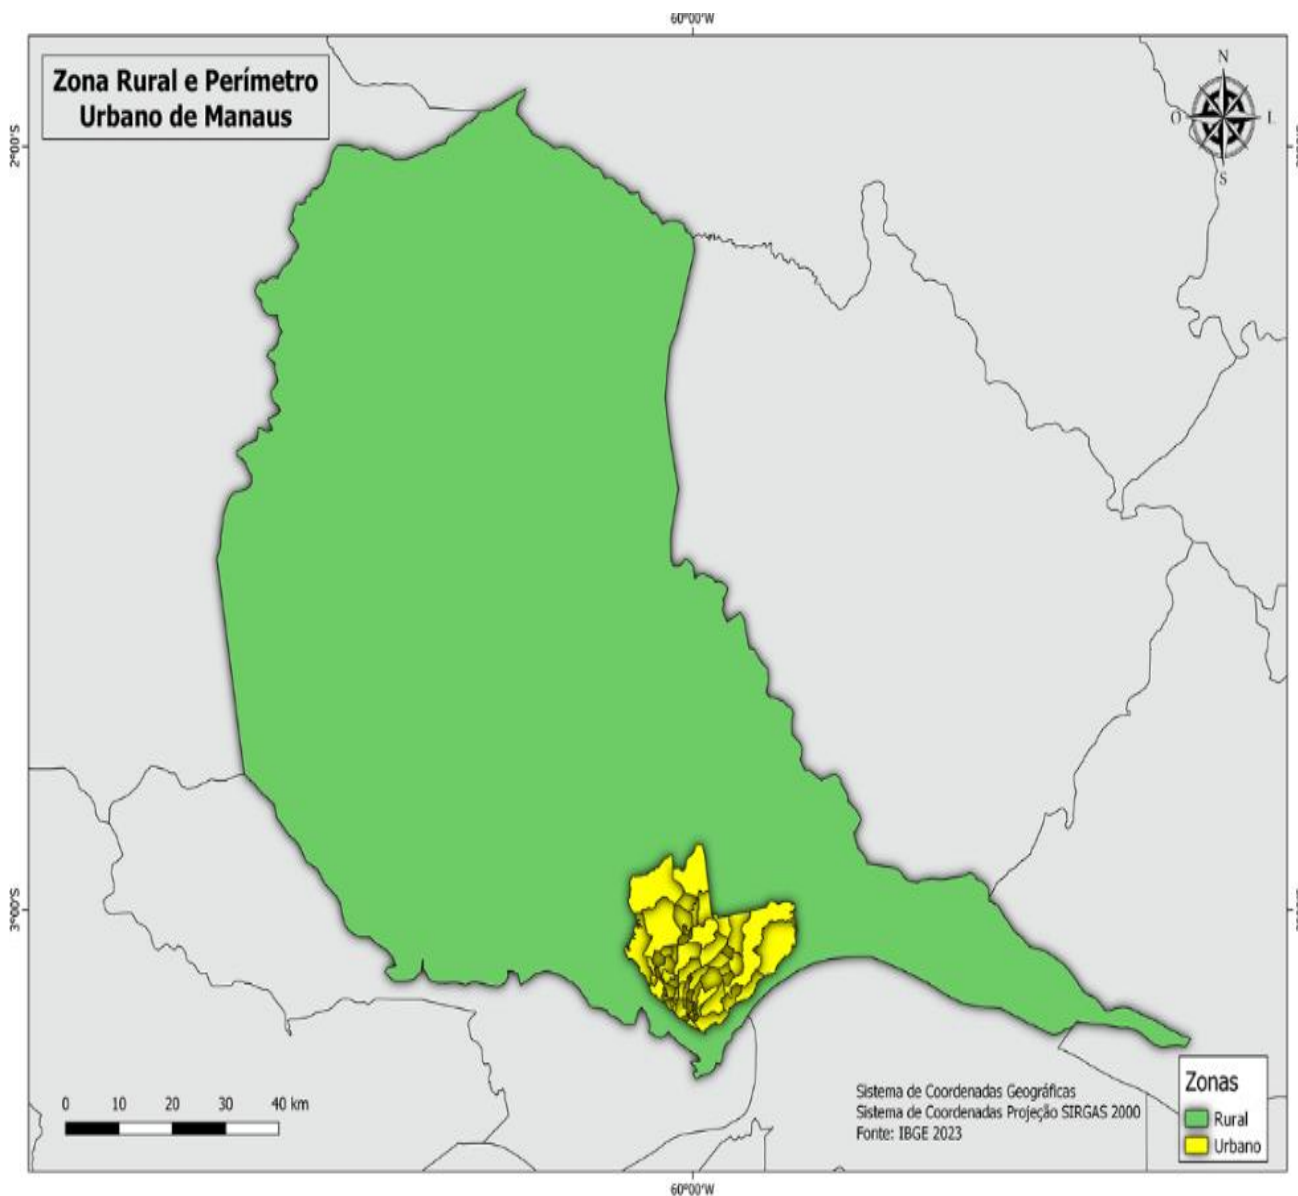 60°00'W
Zona Rural e Perímetro
Urbano de Manaus
N
O
L
S
2°00'S
3°00'S
0 10 20 30 40 km
Sistema de Coordenadas Geográficas
Sistema de Coordenadas Projeção SIRGAS 2000
Fonte: IBGE 2023
Zonas
Rural
Urbano
60°00'W